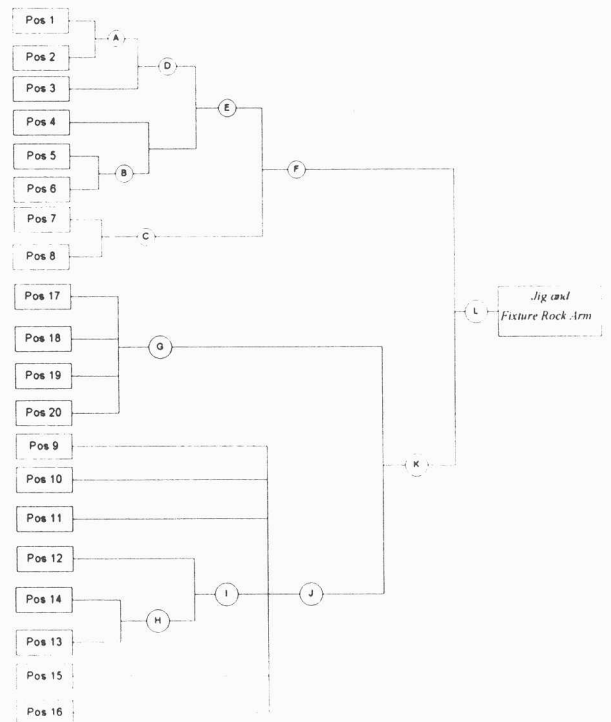 Pos 1
A
Pos 2
D
Pos 3
E
Pos 4
Pos 5
B
F
Pos 6
Pos 7
C
Pos 8
Pos 17
Jig and
Fixture Rock Arm
L
Pos 18
G
Pos 19
Pos 20
Pos 9
K
Pos 10
Pos 11
Pos 12
I
J
Pos 14
H
Pos 13
Pos 15
Pos 16